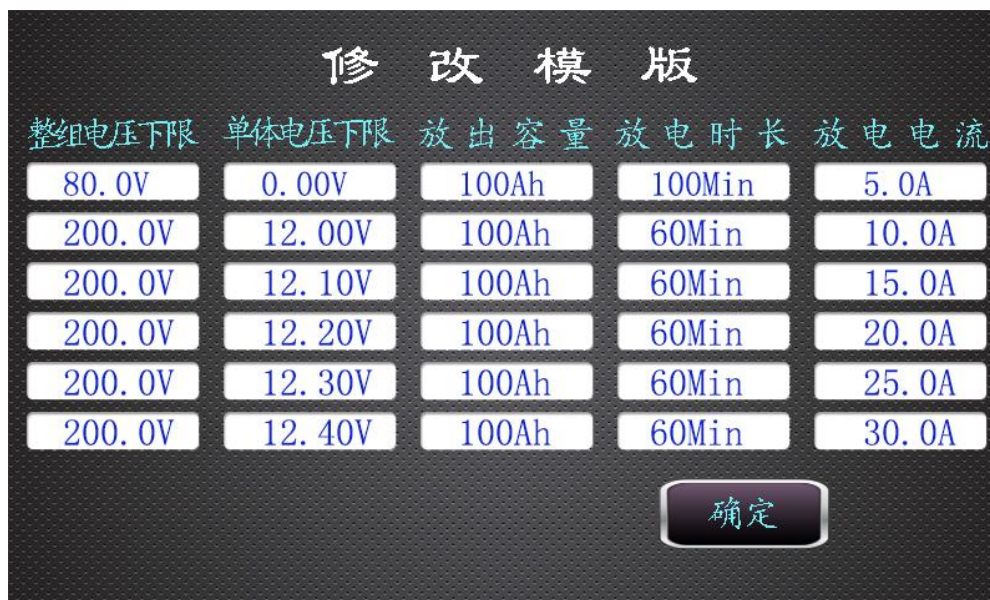 修改模版
整组电压下限 单体电压下限 放出容量 放电时长 放电电流
80.0V 0.00V 100Ah 100Min 5.0A
200.0V 12.00V 100Ah 60Min 10.0A
200.0V 12.10V 100Ah 60Min 15.0A
200.0V 12.20V 100Ah 60Min 20.0A
200.0V 12.30V 100Ah 60Min 25.0A
200.0V 12.40V 100Ah 60Min 30.0A
确定